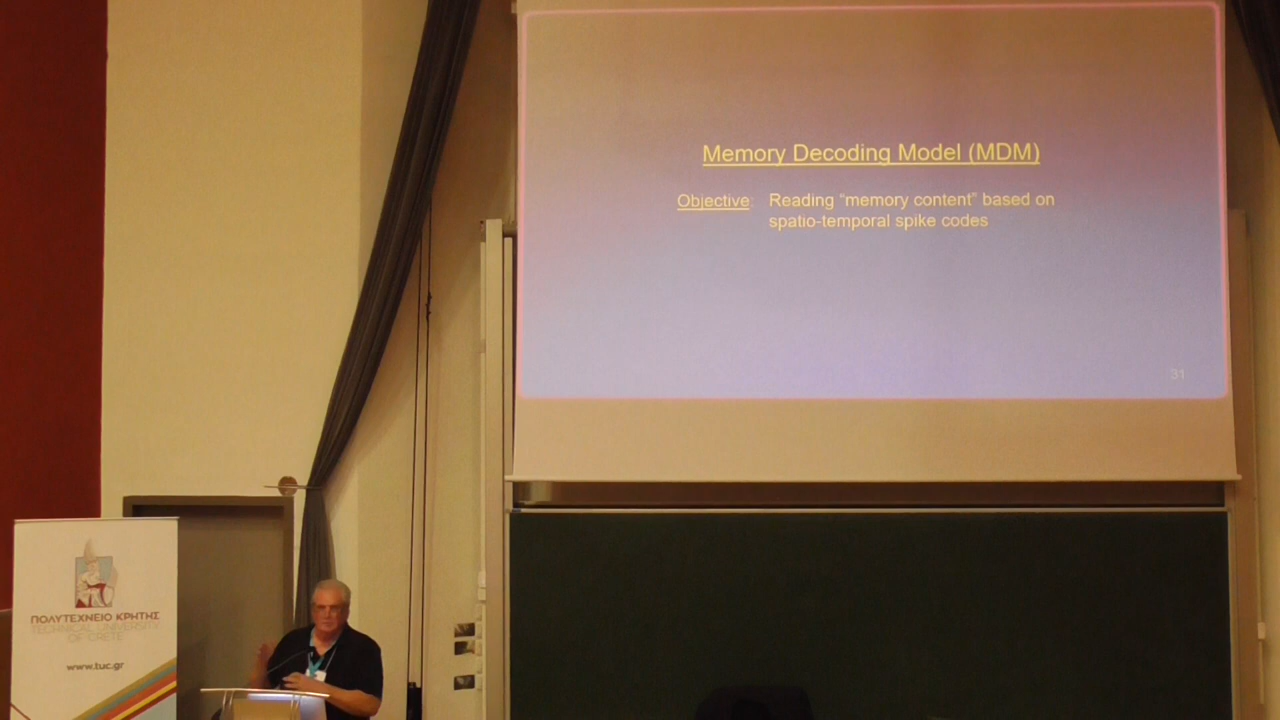 Memory Decoding Model (MDM)
Objective: Reading “memory content” based on
spatio-temporal spike codes
31
ΠΟΛΥΤΕΧΝΕΙΟ ΚΡΗΤΗΣ
TECHNICAL UNIVERSITY
OF CRETE
www.tuc.gr